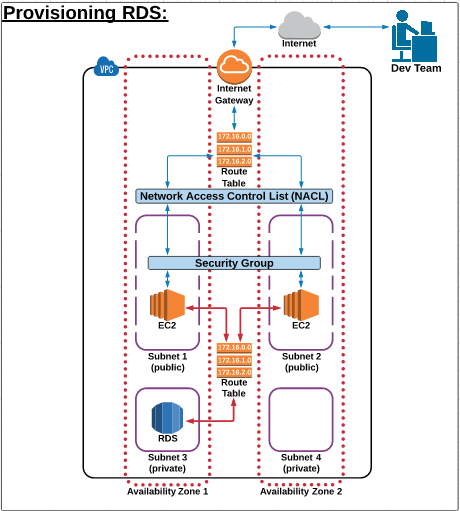 Provisioning RDS:
Internet
Dev Team
VPC
Internet
Gateway
172.16.0.0
172.16.1.0
172.16.2.0
Route
Table
Network Access Control List (NACL)
Security Group
EC2
EC2
Subnet 1
(public)
Subnet 2
(public)
172.16.0.0
172.16.1.0
172.16.2.0
Route
Table
RDS
Subnet 3
(private)
Subnet 4
(private)
Availability Zone 1
Availability Zone 2